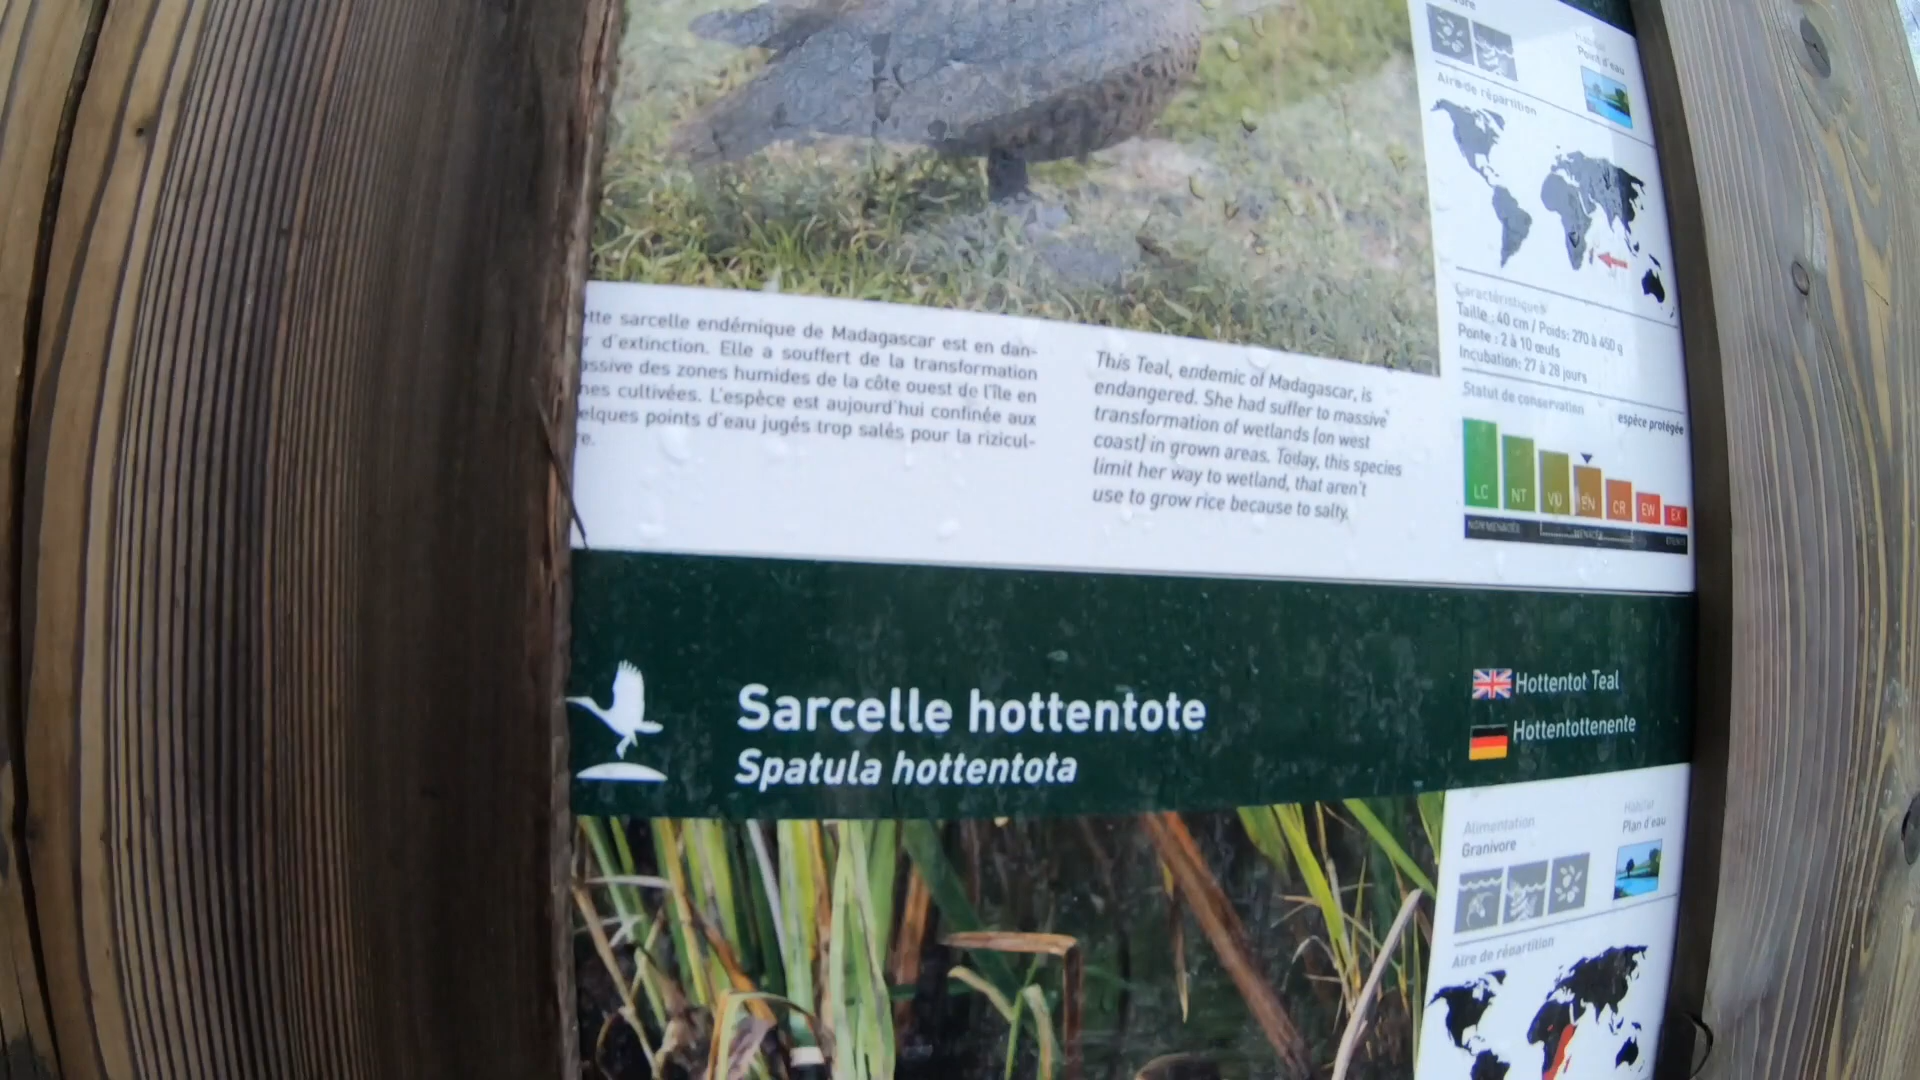 Point d'eau
Aire de répartition
Caractéristiques
Taille : 40 cm / Poids: 270 à 450 g
Ponte : 2 à 10 œufs
Incubation: 27 à 28 jours
Statut de conservation
espèce protégée
LC NT VU EN CR EW EX
NON MENACÉE MENACÉE ÉTEINTE
sarcelle endémique de Madagascar est en dan-
d'extinction. Elle a souffert de la transformation
des zones humides de la côte ouest de l'île en
cultivées. L'espèce est aujourd'hui confinée aux
points d'eau jugés trop salés pour la rizicul-
This Teal, endemic of Madagascar, is
endangered. She had suffer to massive
transformation of wetlands (on west
coast) in grown areas. Today, this species
limit her way to wetland, that aren't
use to grow rice because to salty.
Sarcelle hottentote
Spatula hottentota
Hottentot Teal
Hottentottenente
Alimentation
Granivore
Habitat
Plan d'eau
Aire de répartition